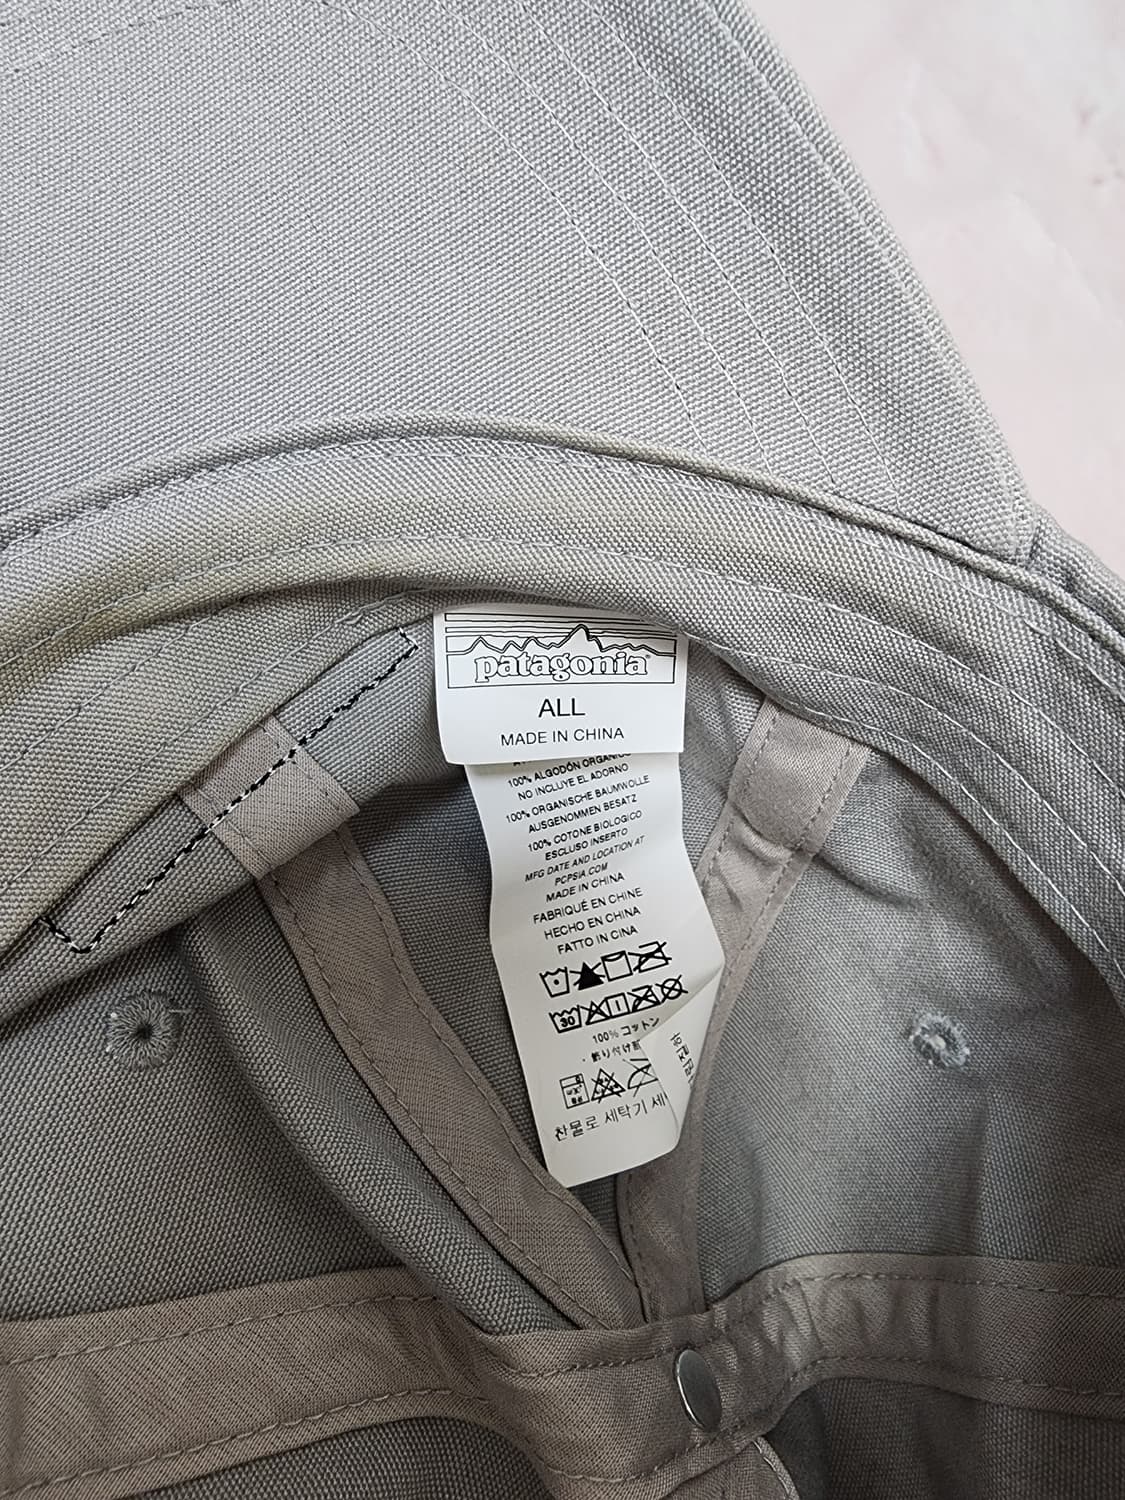 patagonia
ALL
MADE IN CHINA
100% ALGODÓN ORGÁNICO
NO INCLUYE EL ADORNO
100% ORGANISCHE BAUMWOLLE
AUSGENOMMEN BESATZ
100% COTONE BIOLOGICO
ESCLUSO INSERTO
MFG DATE AND LOCATION AT
PCPSIA.COM
MADE IN CHINA
FABRIQUÉ EN CHINE
HECHO EN CHINA
FATTO IN CINA
30
100% コットン
찬물로 세탁기